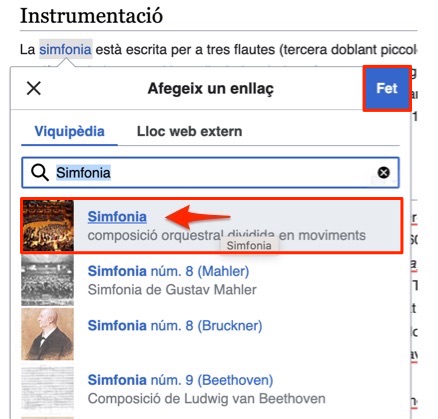 Instrumentació
La simfonia està escrita per a tres flautes (tercera doblant piccol
Afegeix un enllaç
Fet
Viquipèdia
Lloc web extern
Simfonia
Simfonia
composició orquestral dividida en moviments
Simfonia
Simfonia núm. 8 (Mahler)
Simfonia de Gustav Mahler
Simfonia núm. 8 (Bruckner)
Simfonia núm. 9 (Beethoven)
Composició de Ludwig van Beethoven